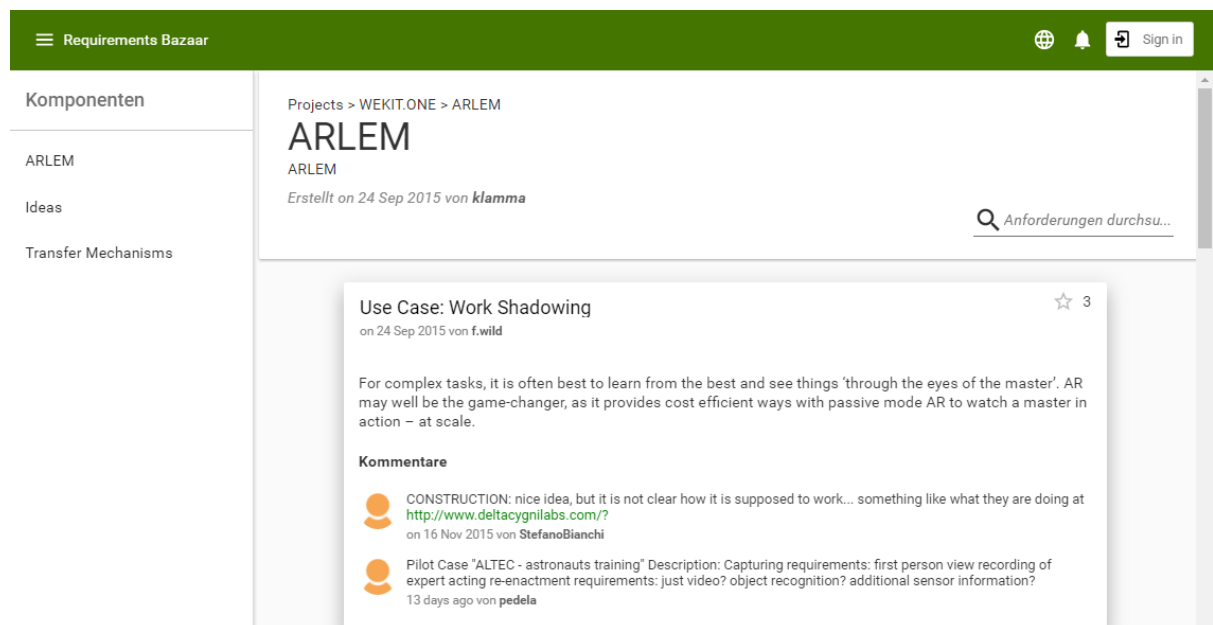 Requirements Bazaar
Sign in
Komponenten
ARLEM
Ideas
Transfer Mechanisms
Projects > WEKIT.ONE > ARLEM
ARLEM
ARLEM
Erstellt on 24 Sep 2015 von klamma
Anforderungen durchsu...
Use Case: Work Shadowing
3
on 24 Sep 2015 von f.wild
For complex tasks, it is often best to learn from the best and see things ‘through the eyes of the master’. AR
may well be the game-changer, as it provides cost efficient ways with passive mode AR to watch a master in
action – at scale.
Kommentare
CONSTRUCTION: nice idea, but it is not clear how it is supposed to work... something like what they are doing at
http://www.deltacygnilabs.com/?
on 16 Nov 2015 von StefanoBianchi
Pilot Case "ALTEC - astronauts training" Description: Capturing requirements: first person view recording of
expert acting re-enactment requirements: just video? object recognition? additional sensor information?
13 days ago von pedela